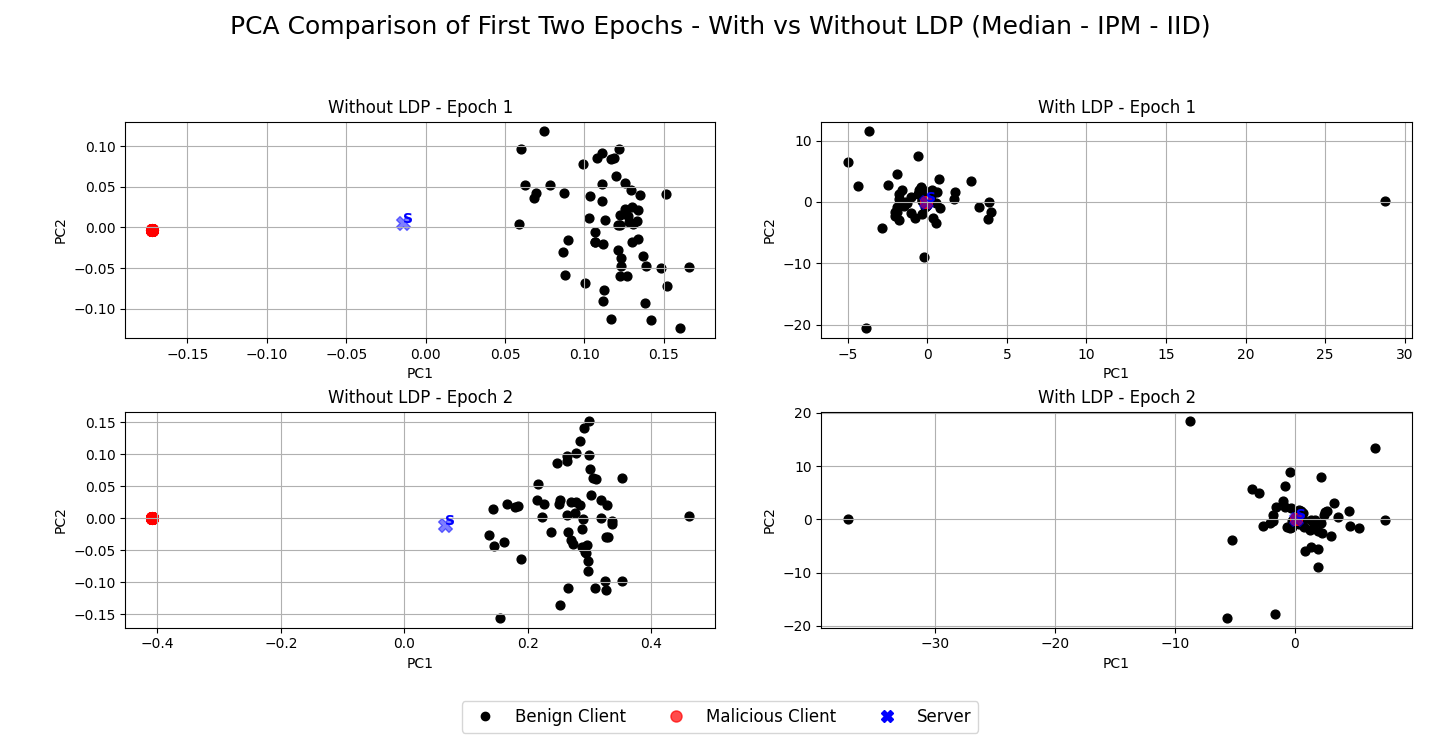 PCA Comparison of First Two Epochs - With vs Without LDP (Median - IPM - IID)
Without LDP - Epoch 1
PC2
0.10
0.05
0.00
−0.05
−0.10
S
−0.15
−0.10
−0.05
0.00
0.05
0.10
0.15
PC1
With LDP - Epoch 1
PC2
10
0
−10
−20
S
−5
0
5
10
15
20
25
30
PC1
Without LDP - Epoch 2
PC2
0.15
0.10
0.05
0.00
−0.05
−0.10
−0.15
S
−0.4
−0.2
0.0
0.2
0.4
PC1
With LDP - Epoch 2
PC2
20
10
0
−10
−20
S
−30
−20
−10
0
PC1
Benign Client
Malicious Client
Server